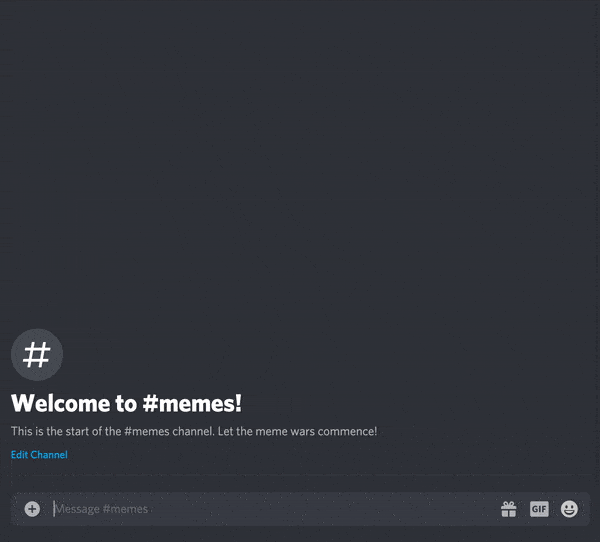 #
Welcome to #memes!
This is the start of the #memes channel. Let the meme wars commence!
Edit Channel
Message #memes
GIF